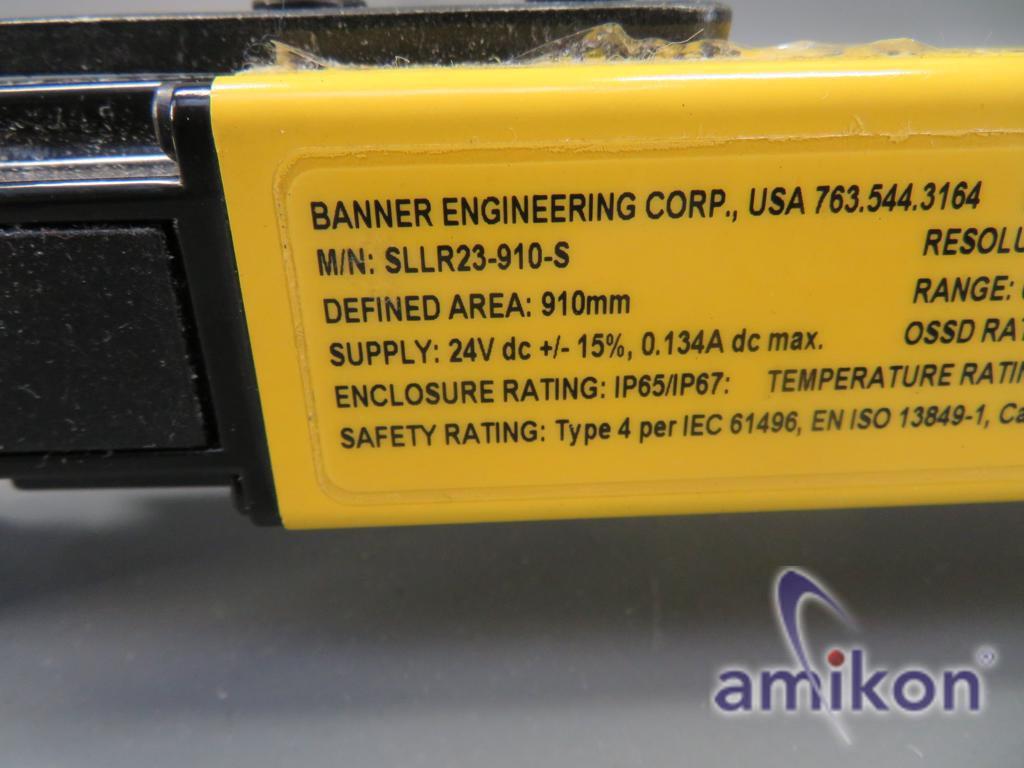 BANNER ENGINEERING CORP., USA 763.544.3164
M/N: SLLR23-910-S
RESOLU
DEFINED AREA: 910mm
RANGE:
SUPPLY: 24V dc +/- 15%, 0.134A dc max.
OSSD RAT
ENCLOSURE RATING: IP65/IP67: TEMPERATURE RATIN
SAFETY RATING: Type 4 per IEC 61496, EN ISO 13849-1, Ca
amikon®